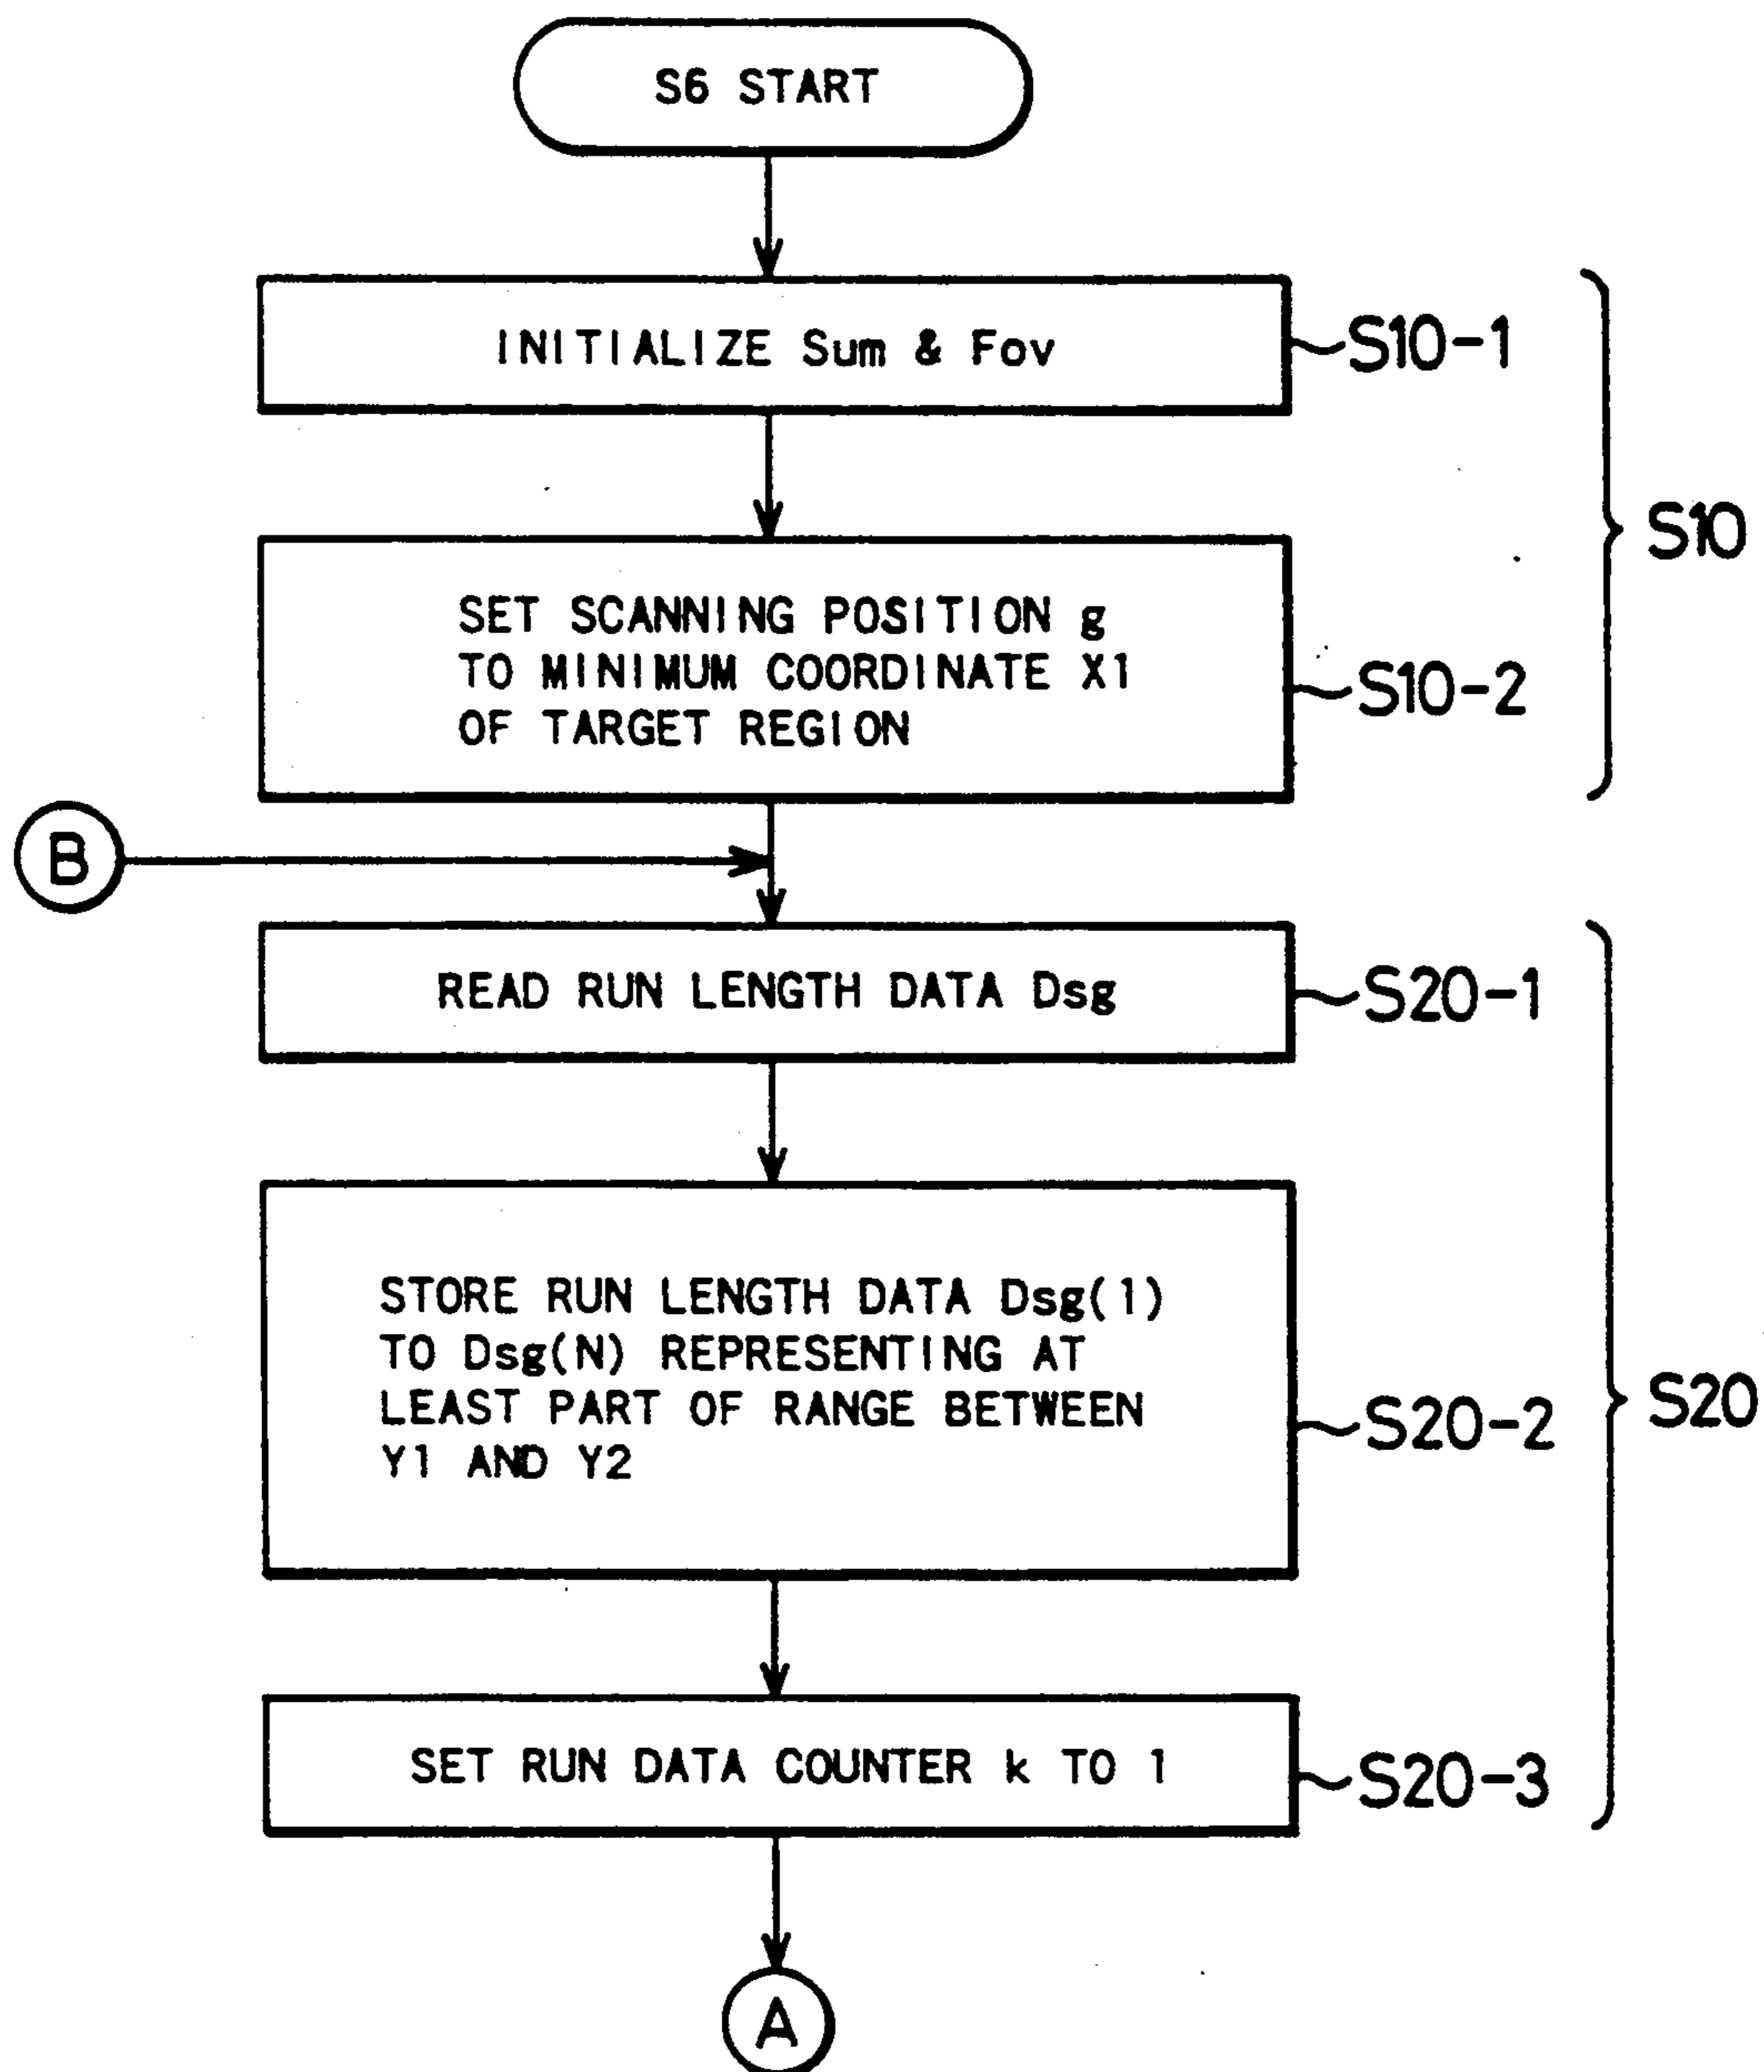 S6 START
INITIALIZE Sum & Fov
S10-1
SET SCANNING POSITION g
TO MINIMUM COORDINATE X1
OF TARGET REGION
S10-2
S10
B
READ RUN LENGTH DATA Dsg
S20-1
STORE RUN LENGTH DATA Dsg(1)
TO Dsg(N) REPRESENTING AT
LEAST PART OF RANGE BETWEEN
Y1 AND Y2
S20-2
S20
SET RUN DATA COUNTER k TO 1
S20-3
A